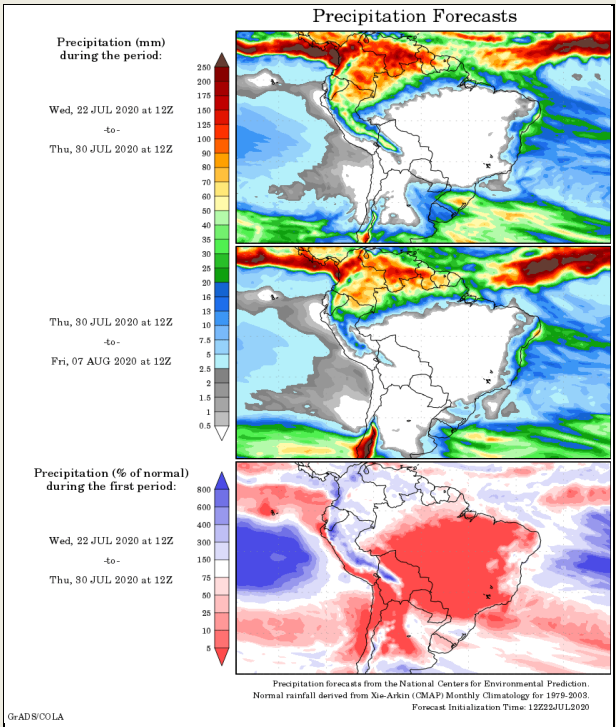 Precipitation Forecasts
Precipitation (mm)
during the period:
Wed, 22 JUL 2020 at 12Z
-to-
Thu, 30 JUL 2020 at 12Z
250
200
175
150
125
100
90
80
70
60
50
40
35
30
25
20
16
13
10
7.5
5
2.5
2
1.5
1
0.5
Thu, 30 JUL 2020 at 12Z
-to-
Fri, 07 AUG 2020 at 12Z
Precipitation (% of normal)
during the first period:
Wed, 22 JUL 2020 at 12Z
-to-
Thu, 30 JUL 2020 at 12Z
800
600
400
300
150
75
50
25
10
5
Precipitation forecasts from the National Centers for Environmental Prediction.
Normal rainfall derived from Xie-Arkin (CMAP) Monthly Climatology for 1979-2003.
Forecast Initialization Time: 12Z22JUL2020
GrADS/COLA